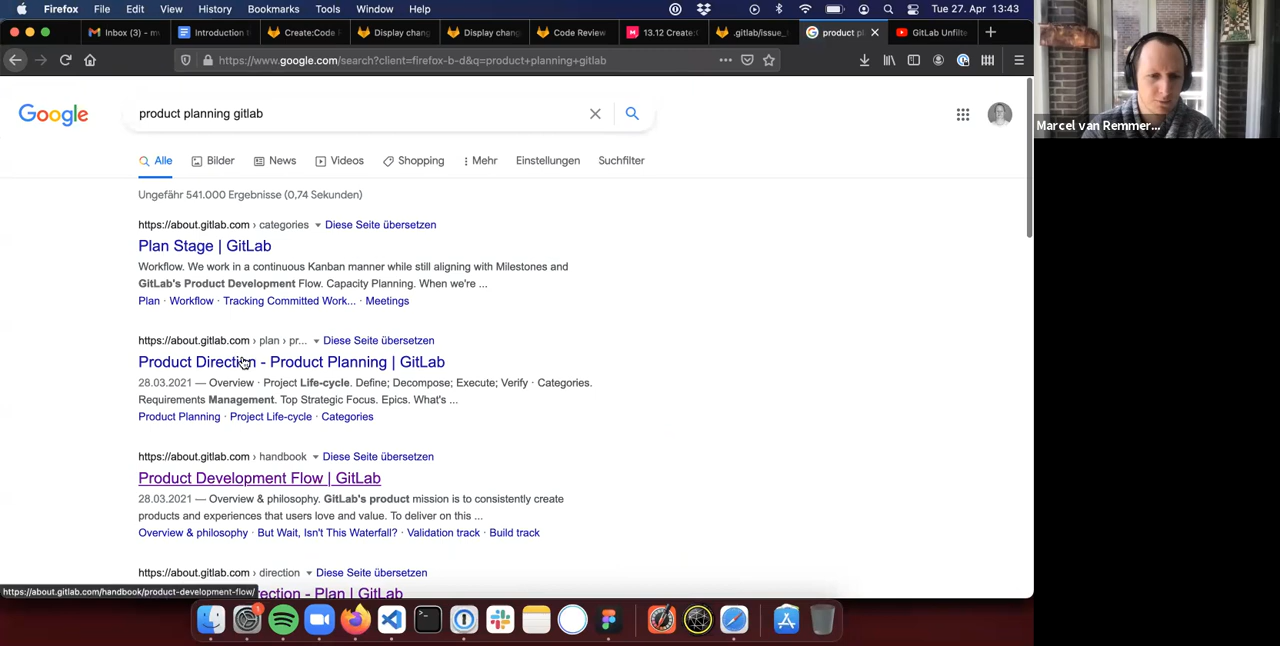 Firefox File Edit View History Bookmarks Tools Window Help Tue 27. Apr 13:43
Inbox (3) – m Introduction Create:Code Display chang Display chang Code Review 13.12 Create: .gitlab/issue_ product pl GitLab Unfilte
https://www.google.com/search?client=firefox-b-d&q=product+planning+gitlab
Google product planning gitlab
Alle Bilder News Videos Shopping Mehr Einstellungen Suchfilter
Ungefähr 541.000 Ergebnisse (0,74 Sekunden)
https://about.gitlab.com › categories Diese Seite übersetzen
Plan Stage | GitLab
Workflow. We work in a continuous Kanban manner while still aligning with Milestones and
GitLab's Product Development Flow. Capacity Planning. When we're ...
Plan · Workflow · Tracking Committed Work... · Meetings
https://about.gitlab.com › plan › pr... Diese Seite übersetzen
Product Direction - Product Planning | GitLab
28.03.2021 — Overview · Project Life-cycle. Define; Decompose; Execute; Verify · Categories.
Requirements Management. Top Strategic Focus. Epics. What's ...
Product Planning · Project Life-cycle · Categories
https://about.gitlab.com › handbook Diese Seite übersetzen
Product Development Flow | GitLab
28.03.2021 — Overview & philosophy. GitLab's product mission is to consistently create
products and experiences that users love and value. To deliver on this ...
Overview & philosophy · But Wait, Isn't This Waterfall? · Validation track · Build track
https://about.gitlab.com › direction Diese Seite übersetzen
rection - Plan | GitLab
https://about.gitlab.com/handbook/product-development-flow/
1
Marcel van Remmer...